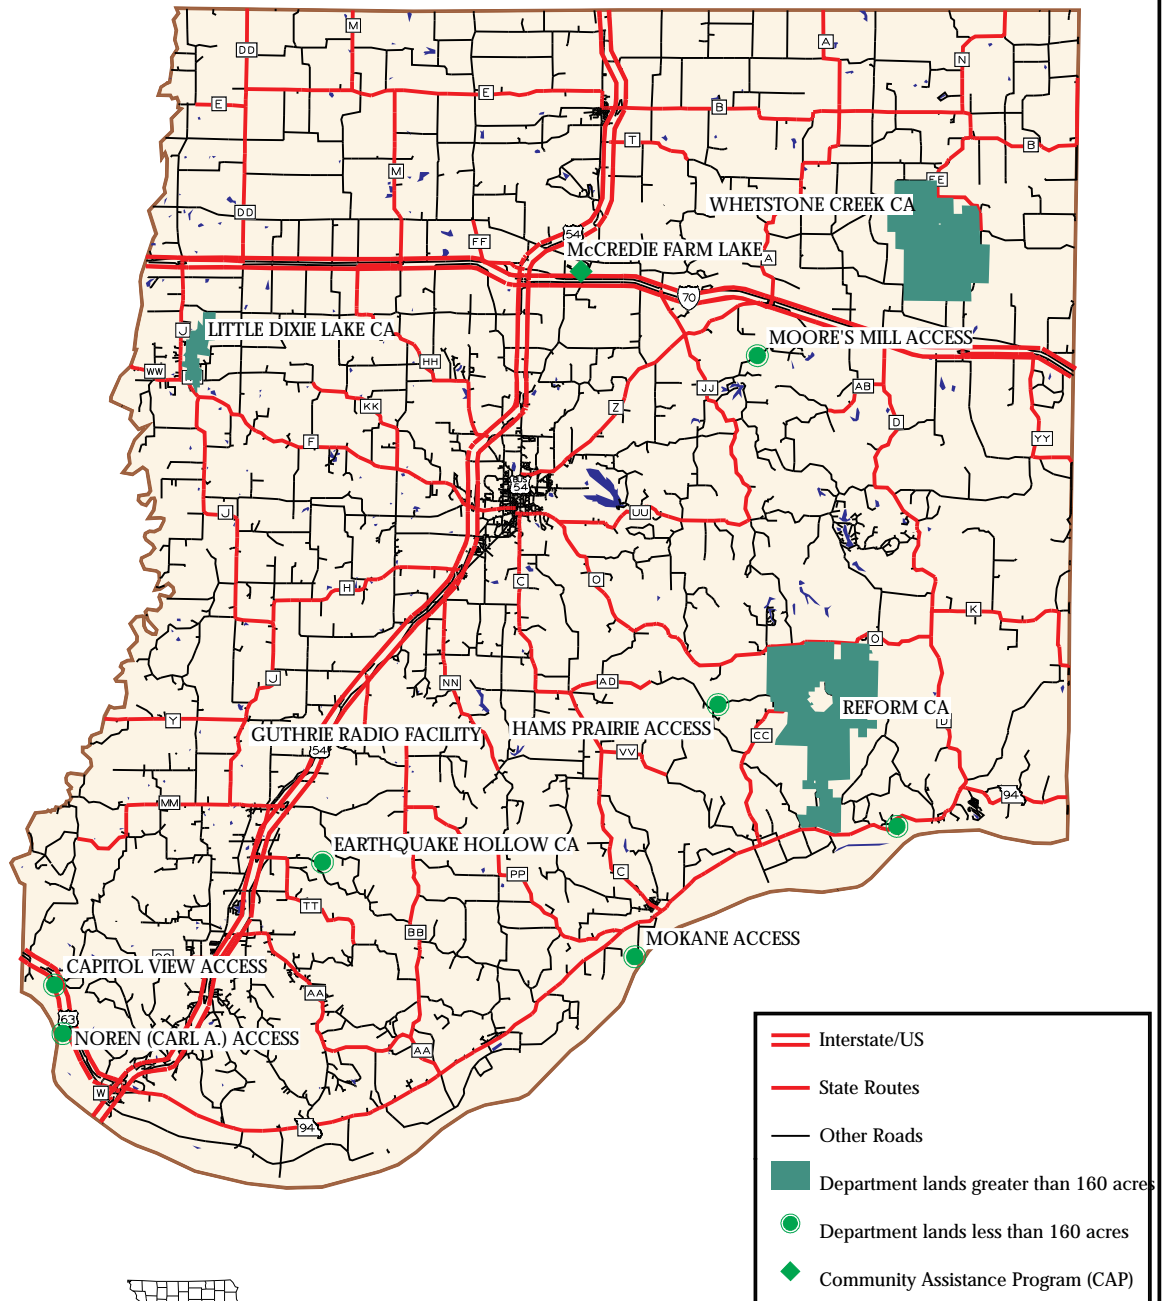 M
A
DD
N
E
E
B
T
B
M
EE
WHETSTONE CREEK CA
DD
54
FF
McCREDIE FARM LAKE
A
70
J
LITTLE DIXIE LAKE CA
MOORE'S MILL ACCESS
HH
WW
JJ
AB
KK
Z
D
F
YY
BUS
54
J
UU
C
O
H
K
O
J
NN
AD
REFORM CA
Y
D
GUTHRIE RADIO FACILITY
HAMS PRAIRIE ACCESS
CC
54
VV
94
MM
EARTHQUAKE HOLLOW CA
PP
C
TT
BB
MOKANE ACCESS
CAPITOL VIEW ACCESS
AA
63
NOREN (CARL A.) ACCESS
AA
W
94
Interstate/US
State Routes
Other Roads
Department lands greater than 160 acres
Department lands less than 160 acres
Community Assistance Program (CAP)